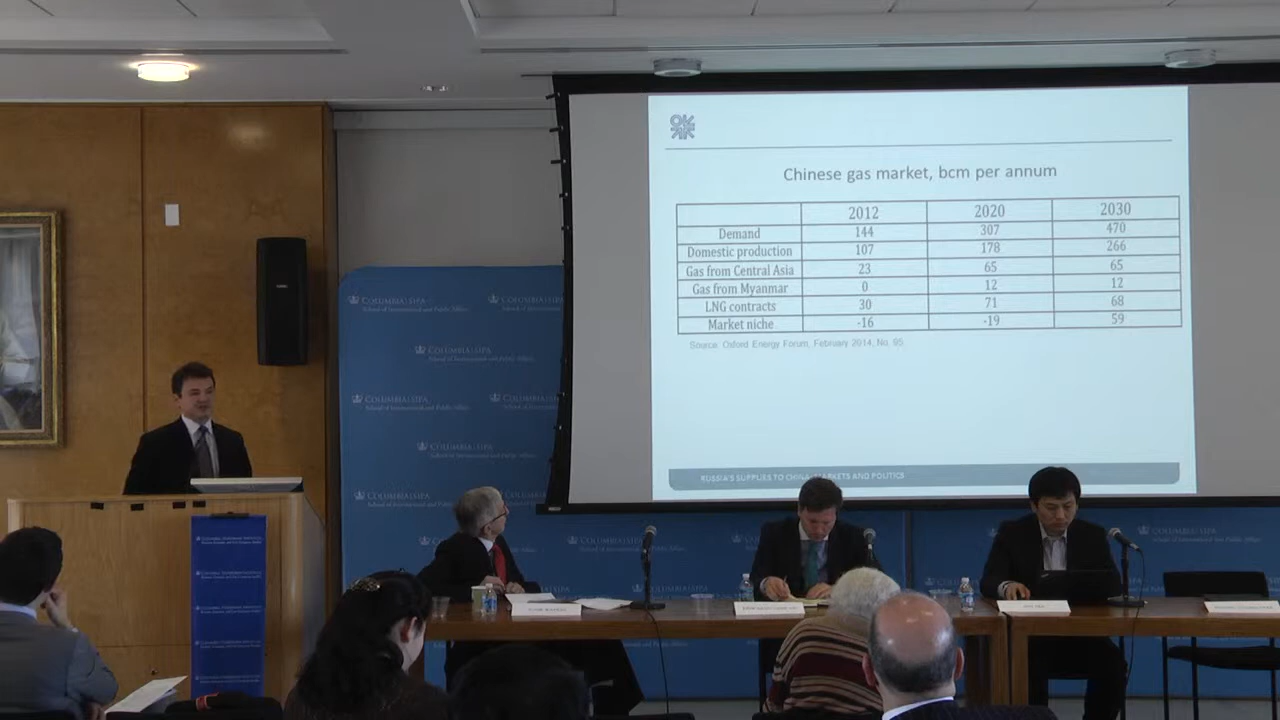 Chinese gas market, bcm per annum
2012 2020 2030
Demand 144 307 470
Domestic production 107 178 266
Gas from Central Asia 23 65 65
Gas from Myanmar 0 12 12
LNG contracts 30 71 68
Market niche -16 -19 59
Source: Oxford Energy Forum, February 2014, No. 95.
RUSSIA'S SUPPLIES TO CHINA: MARKETS AND POLITICS
COLUMBIA | SIPA
School of International and Public Affairs